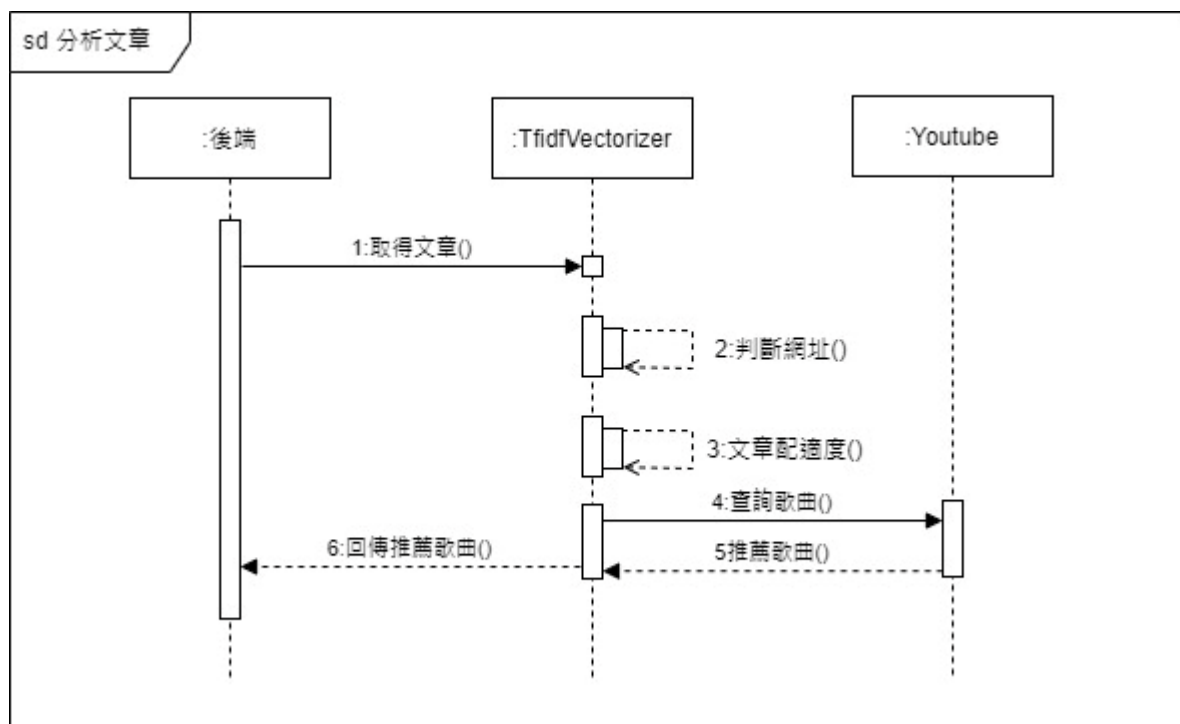 sd 分析文章
:後端
:TfidfVectorizer
:Youtube
1:取得文章()
2:判斷網址()
3:文章配適度()
4:查詢歌曲()
5推薦歌曲()
6:回傳推薦歌曲()